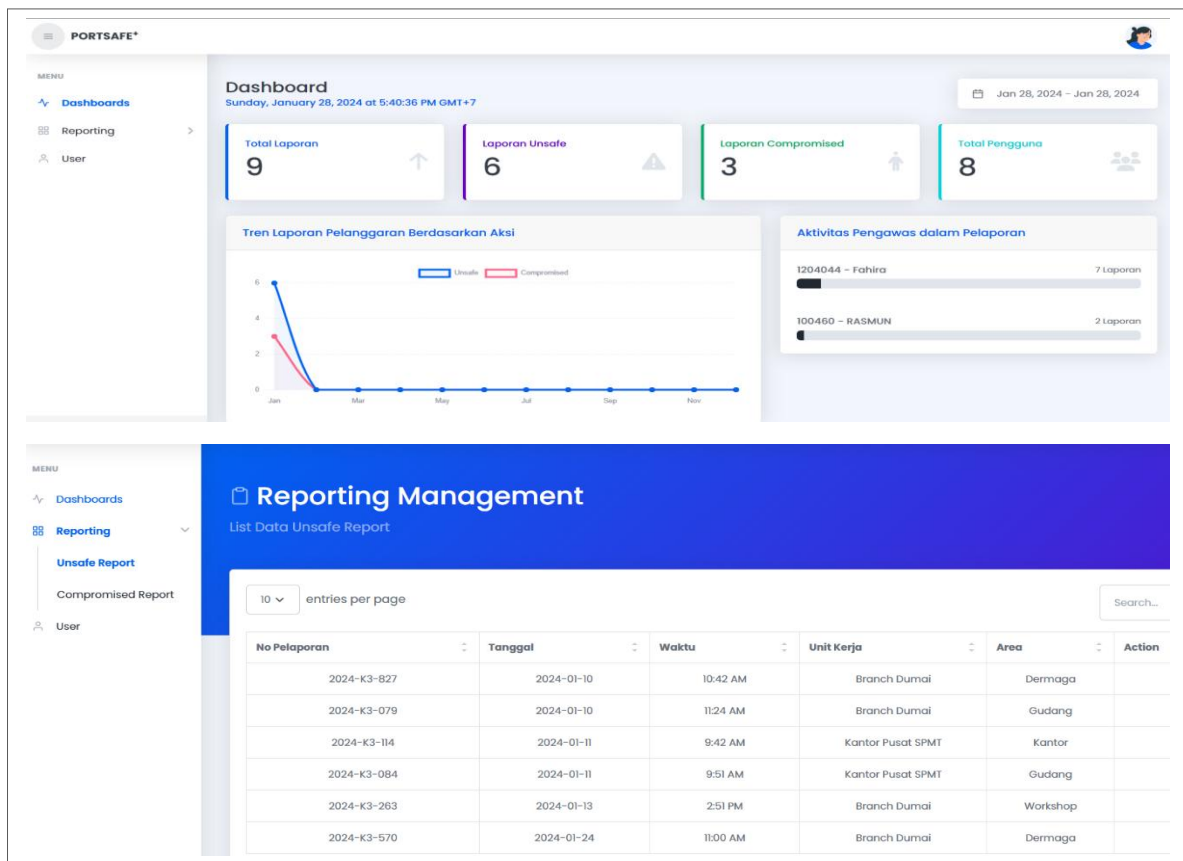 PORTSAFE+
MENU
Dashboards
Reporting
User
Dashboard
Sunday, January 28, 2024 at 5:40:36 PM GMT+7
Jan 28, 2024 - Jan 28, 2024
Total Laporan
9
Laporan Unsafe
6
Laporan Compromised
3
Total Pengguna
8
Tren Laporan Pelanggaran Berdasarkan Aksi
Unsafe Compromised
6
4
2
0
Jan Mar May Jul Sep Nov
Aktivitas Pengawas dalam Pelaporan
1204044 - Fahira 7 Laporan
100460 - RASMUN 2 Laporan
MENU
Dashboards
Reporting
Unsafe Report
Compromised Report
User
Reporting Management
List Data Unsafe Report
10 entries per page
Search...
No Pelaporan Tanggal Waktu Unit Kerja Area Action
2024-K3-827 2024-01-10 10:42 AM Branch Dumai Dermaga
2024-K3-079 2024-01-10 11:24 AM Branch Dumai Gudang
2024-K3-114 2024-01-11 9:42 AM Kantor Pusat SPMT Kantor
2024-K3-084 2024-01-11 9:51 AM Kantor Pusat SPMT Gudang
2024-K3-263 2024-01-13 2:51 PM Branch Dumai Workshop
2024-K3-570 2024-01-24 11:00 AM Branch Dumai Dermaga